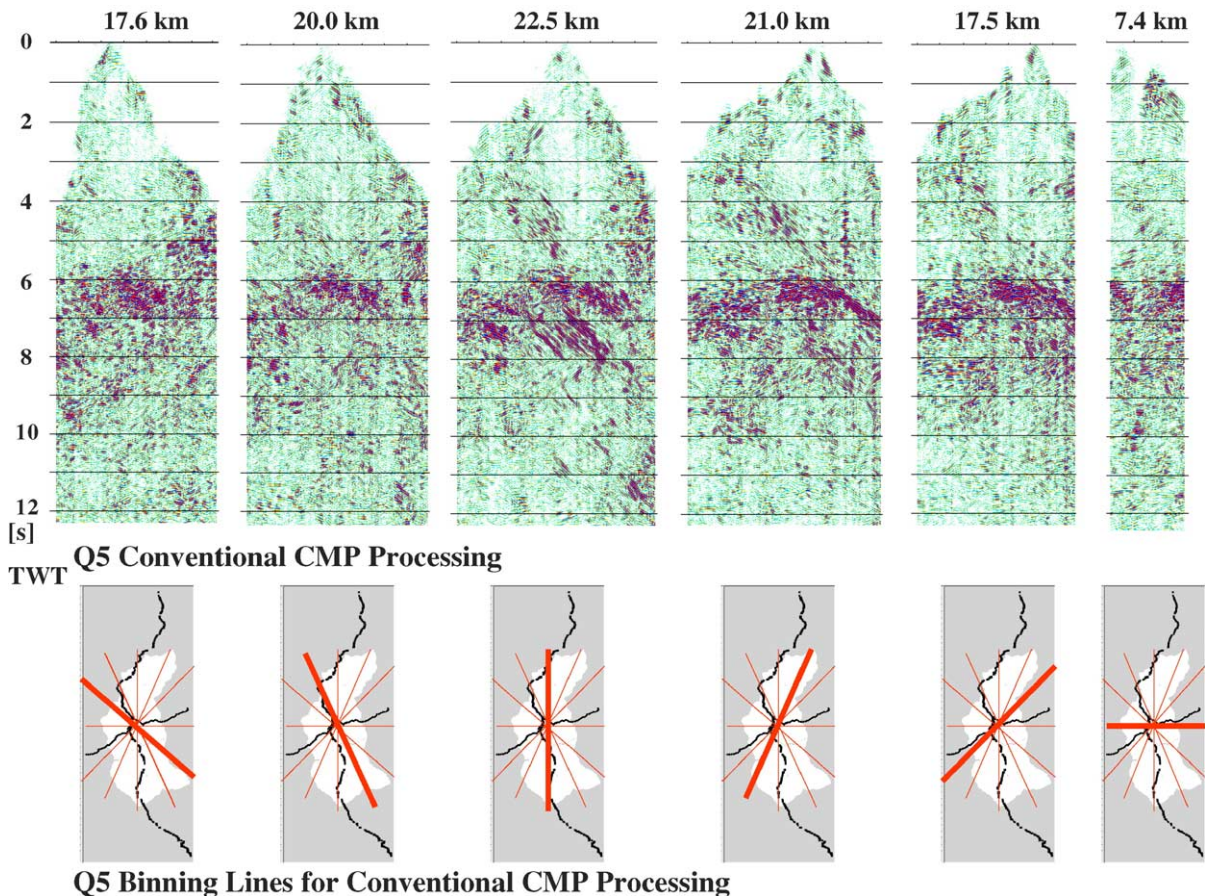 17.6 km 20.0 km 22.5 km 21.0 km 17.5 km 7.4 km
0
2
4
6
8
10
12
[s]
Q5 Conventional CMP Processing
TWT
Q5 Binning Lines for Conventional CMP Processing